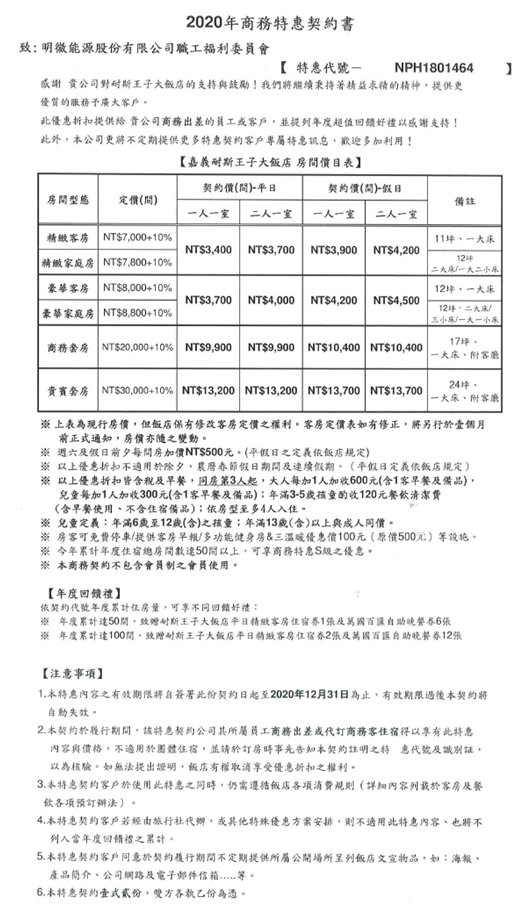 2020年商務特惠契約書
致：明徽能源股份有限公司職工福利委員會
【 特惠代號－ NPH1801464 】
感謝 貴公司對耐斯王子大飯店的支持與鼓勵！我們將繼續秉持著精益求精的精神，提供更
優質的服務予廣大客戶。
此優惠折扣提供給 貴公司商務出差的員工或客戶，並提列年度超值回饋好禮以感謝支持！
此外，本公司更將不定期提供更多特惠契約客戶專屬特惠訊息，歡迎多加利用！
【嘉義耐斯王子大飯店 房間價目表】
房間型態 定價(間) 契約價(間)-平日 契約價(間)-假日 備註
一人一室 二人一室 一人一室 二人一室
精緻客房 NT$7,000+10% NT$3,400 NT$3,700 NT$3,900 NT$4,200 11坪、一大床
精緻家庭房 NT$7,800+10% 12坪
二大床/一大二小床
豪華客房 NT$8,000+10% NT$3,700 NT$4,000 NT$4,200 NT$4,500 12坪、一大床
豪華家庭房 NT$8,800+10% 12坪、二大床/
三小床/一大一小床
商務套房 NT$20,000+10% NT$9,900 NT$9,900 NT$10,400 NT$10,400 17坪、
一大床、附客廳
貴賓套房 NT$30,000+10% NT$13,200 NT$13,200 NT$13,700 NT$13,700 24坪、
一大床、附客廳
※ 上表為現行房價，但飯店保有修改客房定價之權利。客房定價表如有修正，將另行於壹個月
前正式通知，房價亦隨之變動。
※ 週六及假日前夕每間房加價NT$500元。(平假日之定義依飯店規定)
※ 以上優惠折扣不適用於除夕、農曆春節假日期間及連續假期。（平假日定義依飯店規定）
※ 以上優惠折扣皆含稅及早餐，同房第3人起，大人每加1人加收600元(含1客早餐及備品)，
兒童每加1人加收300元(含1客早餐及備品)；年滿3-5歲孩童酌收120元餐飲清潔費
(含早餐使用、不含住宿備品)；依房型至多4人入住。
※ 兒童定義：年滿6歲至12歲(含)之孩童；年滿13歲(含)以上與成人同價。
※ 房客可免費停車/提供客房早報/多功能健身房&三溫暖優惠價100元（原價500元）等設施。
※ 今年累計年度住宿總房間數達50間以上，可享商務特惠S級之優惠。
※ 本商務契約不包含會員制之會員使用。
【年度回饋禮】
依契約代號年度累計住房量，可享不同回饋好禮：
※ 年度累計達50間，致贈耐斯王子大飯店平日精緻客房住宿券1張及萬國百匯自助晚餐券6張
※ 年度累計達100間，致贈耐斯王子大飯店平日精緻客房住宿券2張及萬國百匯自助晚餐券12張
【注意事項】
1.本特惠內容之有效期限將自簽署此份契約日起至2020年12月31日為止，有效期限過後本契約將
自動失效。
2.本契約於履行期間，該特惠契約公司其所屬員工商務出差或代訂商務客住宿得以享有此特惠
內容與價格，不適用於團體住宿，並請於訂房時事先告知本契約註明之特 惠代號及識別証，
以為核驗。如無法提出證明，飯店有權取消享受優惠折扣之權利。
3.本特惠契約客戶於使用此特惠之同時，仍需遵循飯店各項消費規則（詳細內容列載於客房及餐
飲各項預訂辦法）。
4.本特惠契約客戶若經由旅行社代辦，或其他特殊優惠方案安排，則不適用此特惠內容、也將不
列入當年度回饋禮之累計。
5.本特惠契約客戶同意於契約履行期間不定期提供所屬公開場所呈列飯店文宣物品，如：海報、
產品簡介、公司網路及電子郵件信箱.....等。
6.本特惠契約壹式貳份，雙方各執乙份為憑。